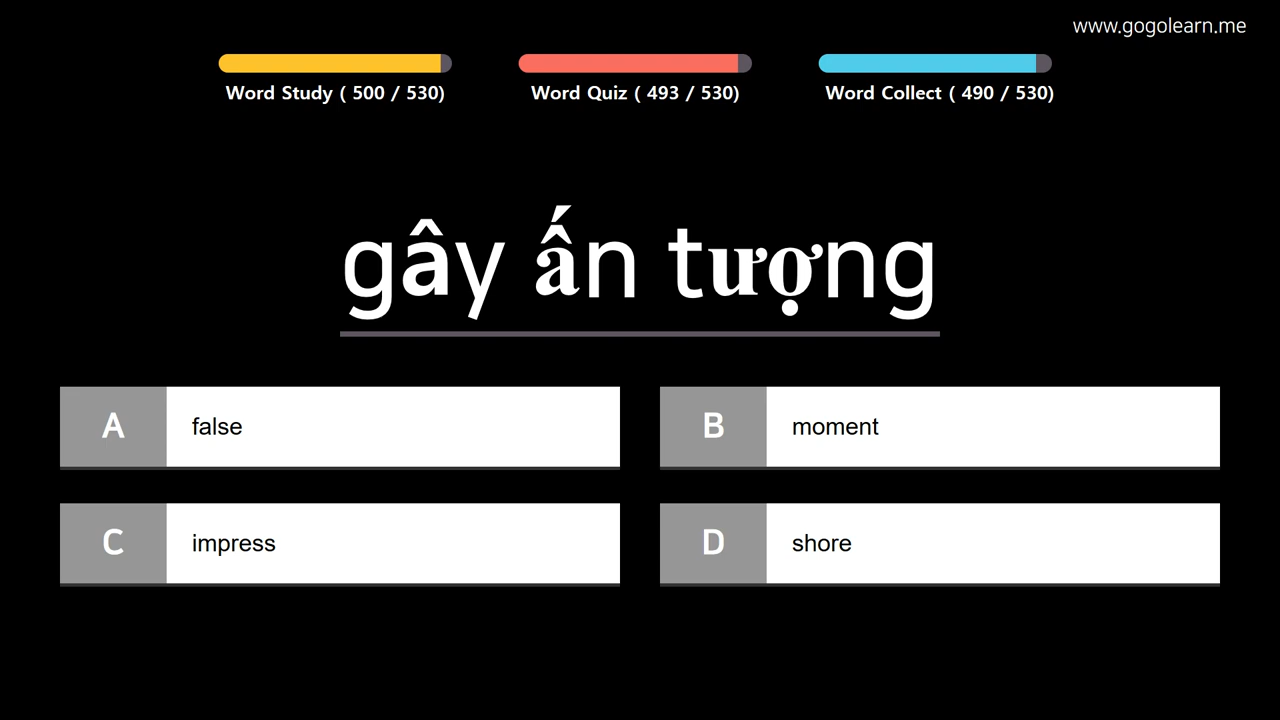 www.gogolearn.me
Word Study ( 500 / 530)
Word Quiz ( 493 / 530)
Word Collect ( 490 / 530)
gây ấn tượng
A false
B moment
C impress
D shore